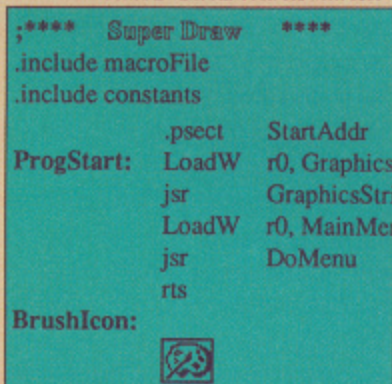 ;**** Super Draw ****
.include macroFile
.include constants
.psect StartAddr
ProgStart: LoadW r0, Graphics
jsr GraphicsStr
LoadW r0, MainMen
jsr DoMenu
rts
BrushIcon: